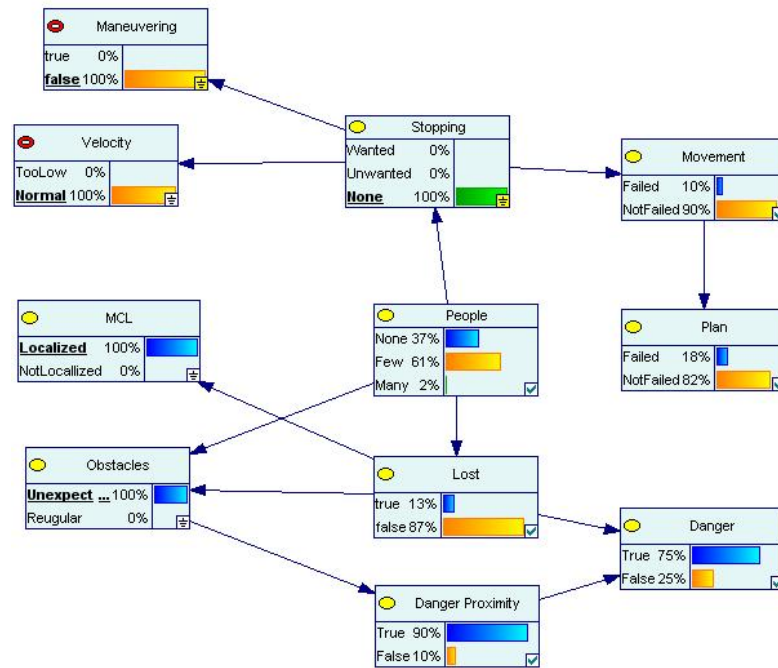 Maneuvering
true 0%
false 100%
Velocity
TooLow 0%
Normal 100%
Stopping
Wanted 0%
Unwanted 0%
None 100%
Movement
Failed 10%
NotFailed 90%
MCL
Localized 100%
NotLocallized 0%
People
None 37%
Few 61%
Many 2%
Plan
Failed 18%
NotFailed 82%
Obstacles
Unexpect ... 100%
Reugular 0%
Lost
true 13%
false 87%
Danger
True 75%
False 25%
Danger Proximity
True 90%
False 10%